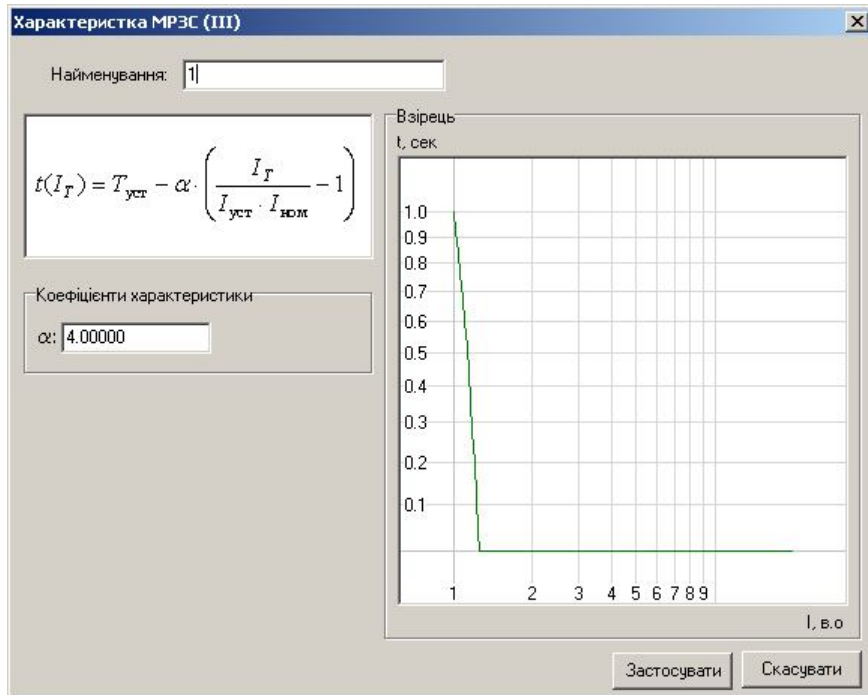 Характеристка МРЗС (III)
Найменування: 1
t(I_T) = T_уст − α · ( I_T / (I_уст · I_ном) − 1 )
Коефіцієнти характеристики
α: 4.00000
Взірець
t, сек
1.0
0.9
0.8
0.7
0.6
0.5
0.4
0.3
0.2
0.1
1 2 3 4 5 6 7 8 9
I, в.о
Застосувати Скасувати